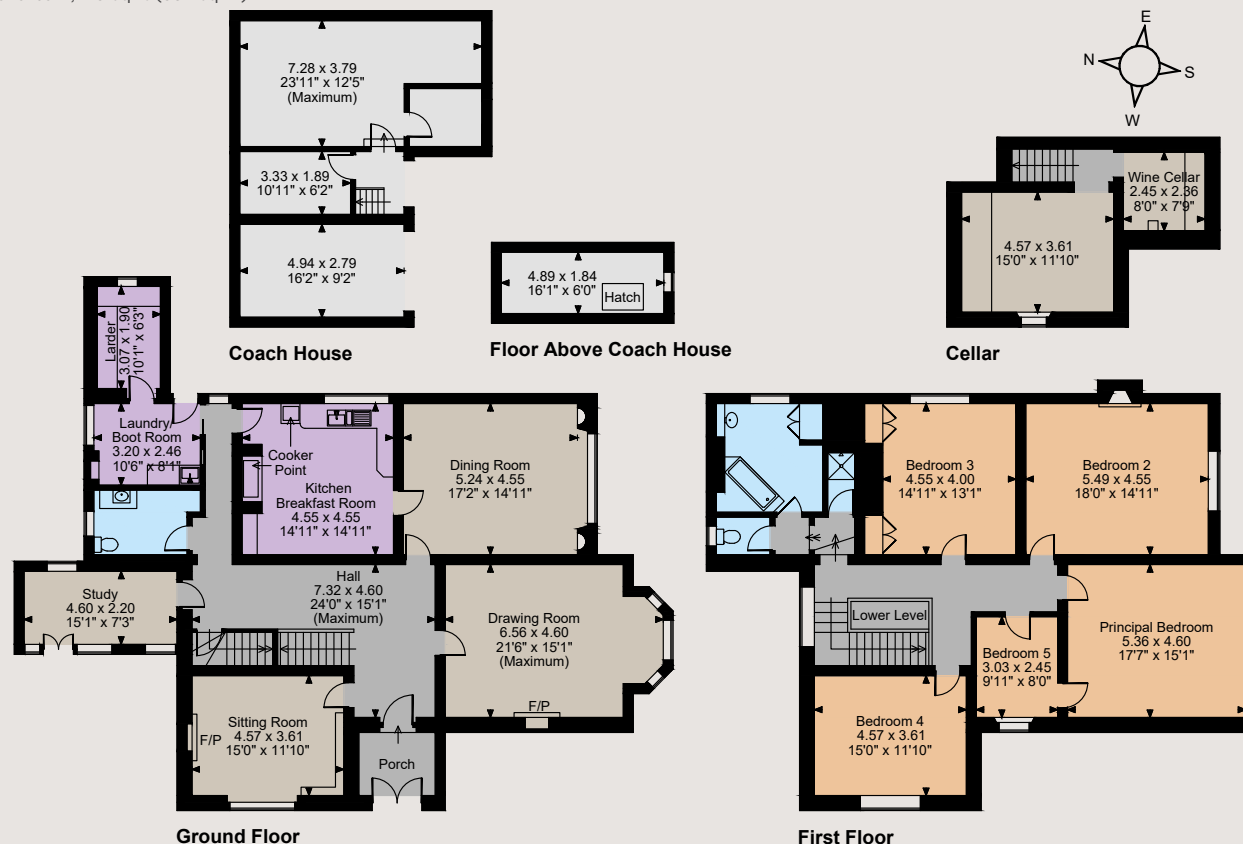 7.28 x 3.79
23'11" x 12'5"
(Maximum)
3.33 x 1.89
10'11" x 6'2"
4.94 x 2.79
16'2" x 9'2"
Coach House
4.89 x 1.84
16'1" x 6'0"
Hatch
Floor Above Coach House
E
N
S
W
Wine Cellar
2.45 x 2.36
8'0" x 7'9"
4.57 x 3.61
15'0" x 11'10"
Cellar
Larder
3.07 x 1.90
10'1" x 6'3"
Laundry/
Boot Room
3.20 x 2.46
10'6" x 8'1"
Cooker
Point
Kitchen
Breakfast Room
4.55 x 4.55
14'11" x 14'11"
Dining Room
5.24 x 4.55
17'2" x 14'11"
Study
4.60 x 2.20
15'1" x 7'3"
Hall
7.32 x 4.60
24'0" x 15'1"
(Maximum)
Drawing Room
6.56 x 4.60
21'6" x 15'1"
(Maximum)
F/P
Sitting Room
4.57 x 3.61
15'0" x 11'10"
F/P
Porch
Ground Floor
Bedroom 3
4.55 x 4.00
14'11" x 13'1"
Bedroom 2
5.49 x 4.55
18'0" x 14'11"
Lower Level
Principal Bedroom
5.36 x 4.60
17'7" x 15'1"
Bedroom 5
3.03 x 2.45
9'11" x 8'0"
Bedroom 4
4.57 x 3.61
15'0" x 11'10"
First Floor